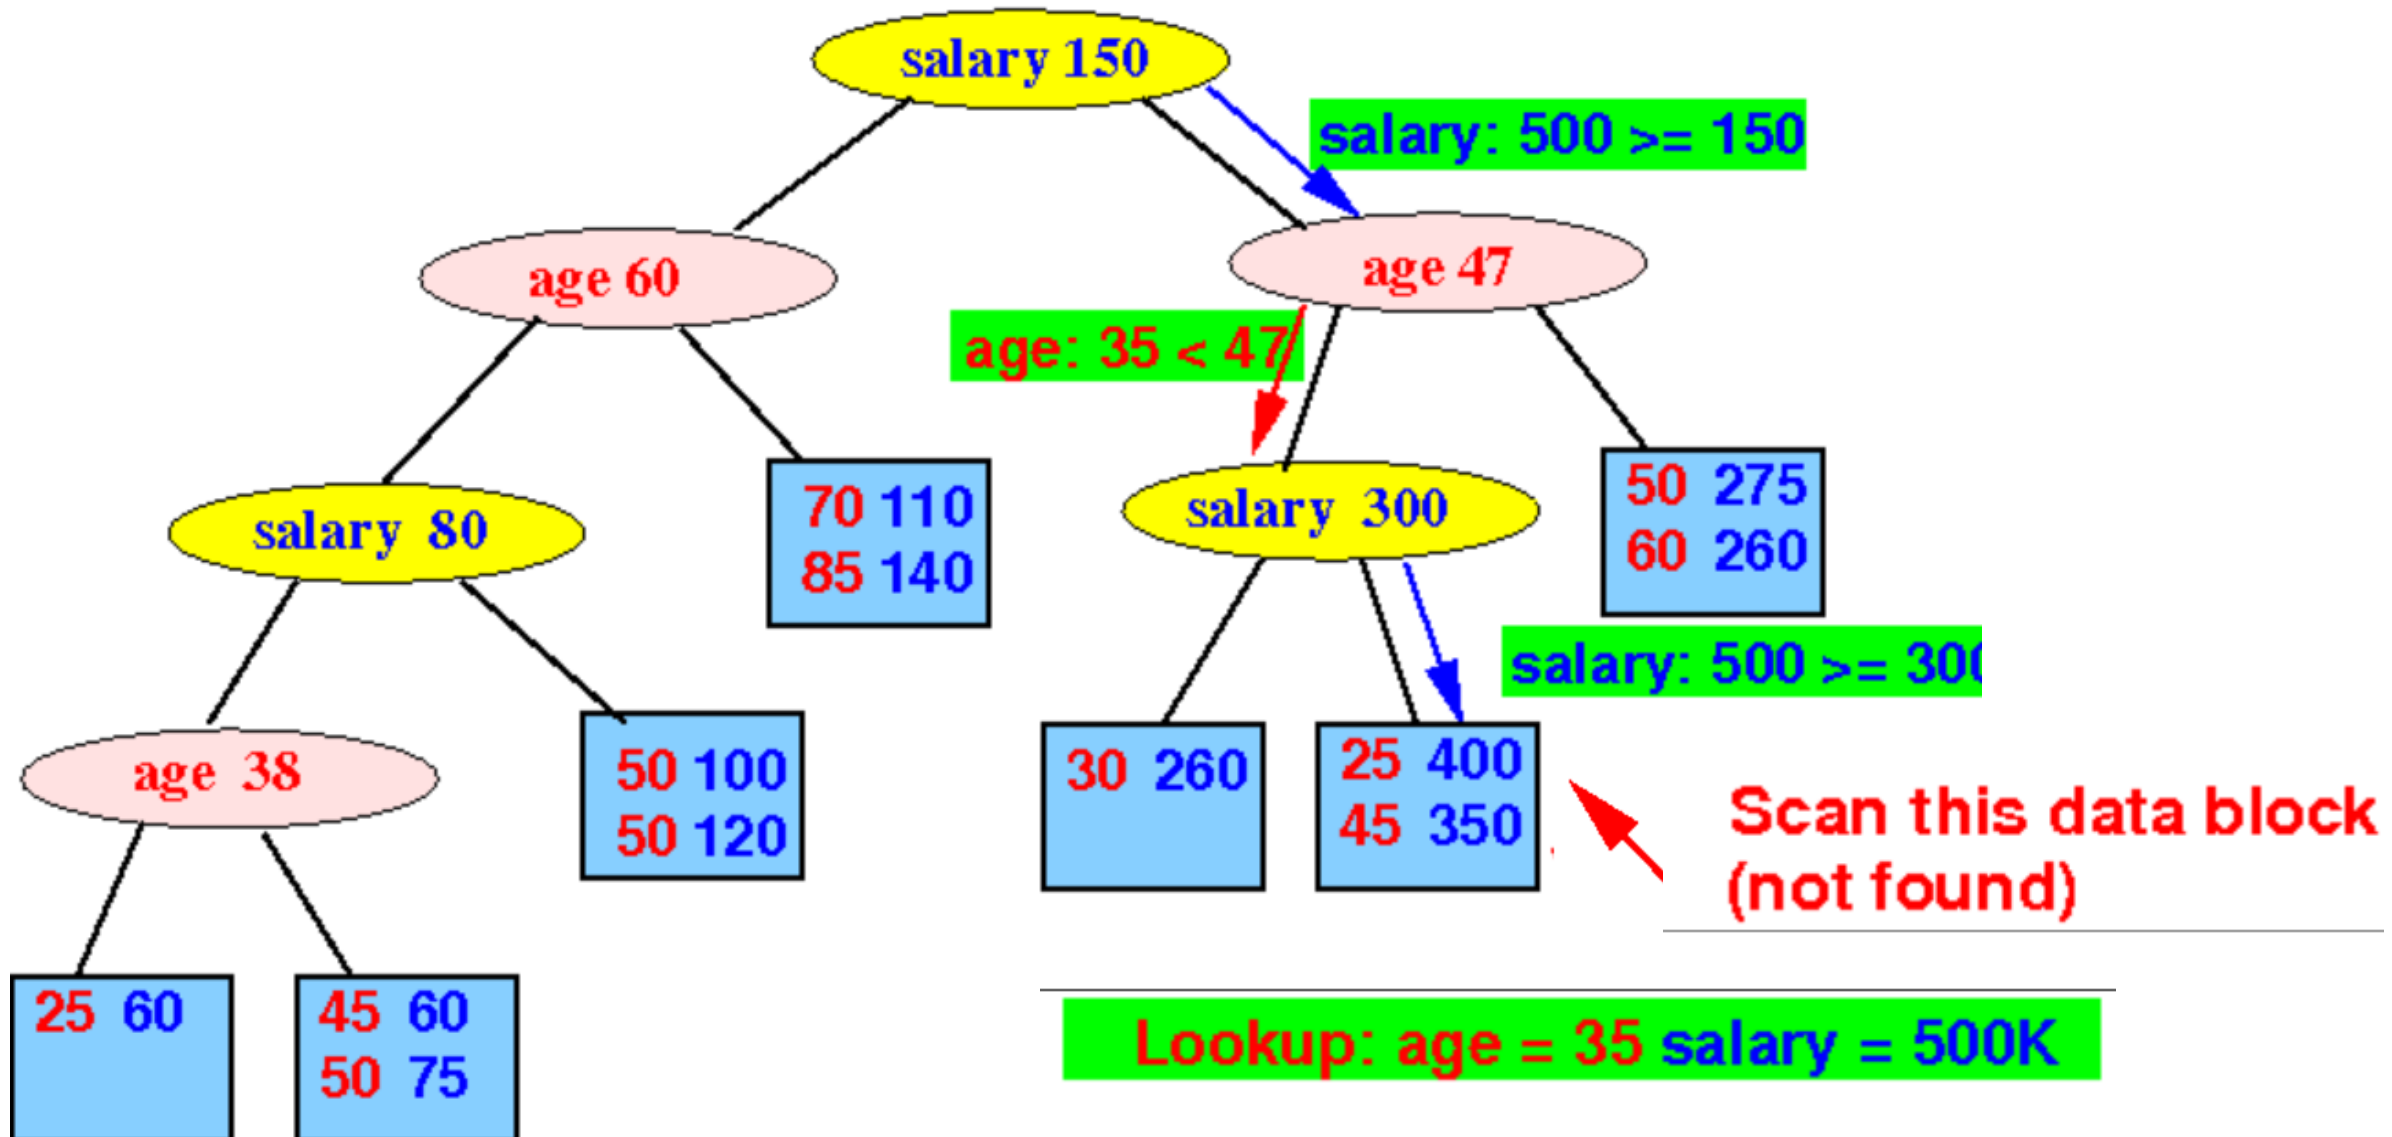 salary 150
salary: 500 >= 150
age 60
age 47
age: 35 < 47
salary 80
70 110
85 140
salary 300
50 275
60 260
salary: 500 >= 300
age 38
50 100
50 120
30 260
25 400
45 350
Scan this data block
(not found)
25 60
45 60
50 75
Lookup: age = 35 salary = 500K